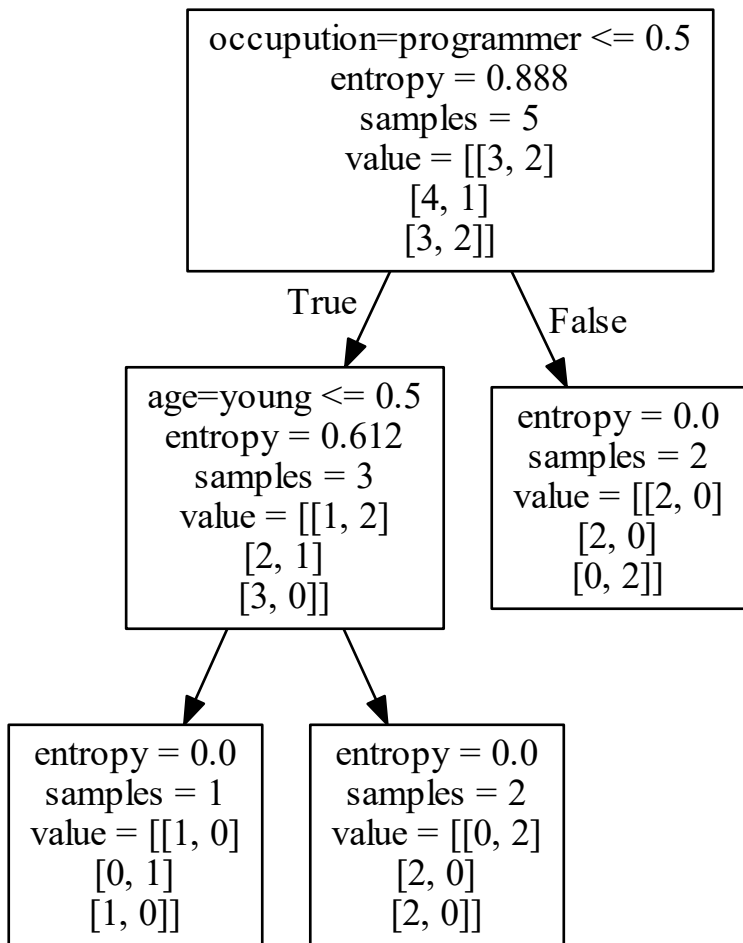 occupution=programmer <= 0.5
entropy = 0.888
samples = 5
value = [[3, 2]
[4, 1]
[3, 2]]
True
False
age=young <= 0.5
entropy = 0.612
samples = 3
value = [[1, 2]
[2, 1]
[3, 0]]
entropy = 0.0
samples = 2
value = [[2, 0]
[2, 0]
[0, 2]]
entropy = 0.0
samples = 1
value = [[1, 0]
[0, 1]
[1, 0]]
entropy = 0.0
samples = 2
value = [[0, 2]
[2, 0]
[2, 0]]